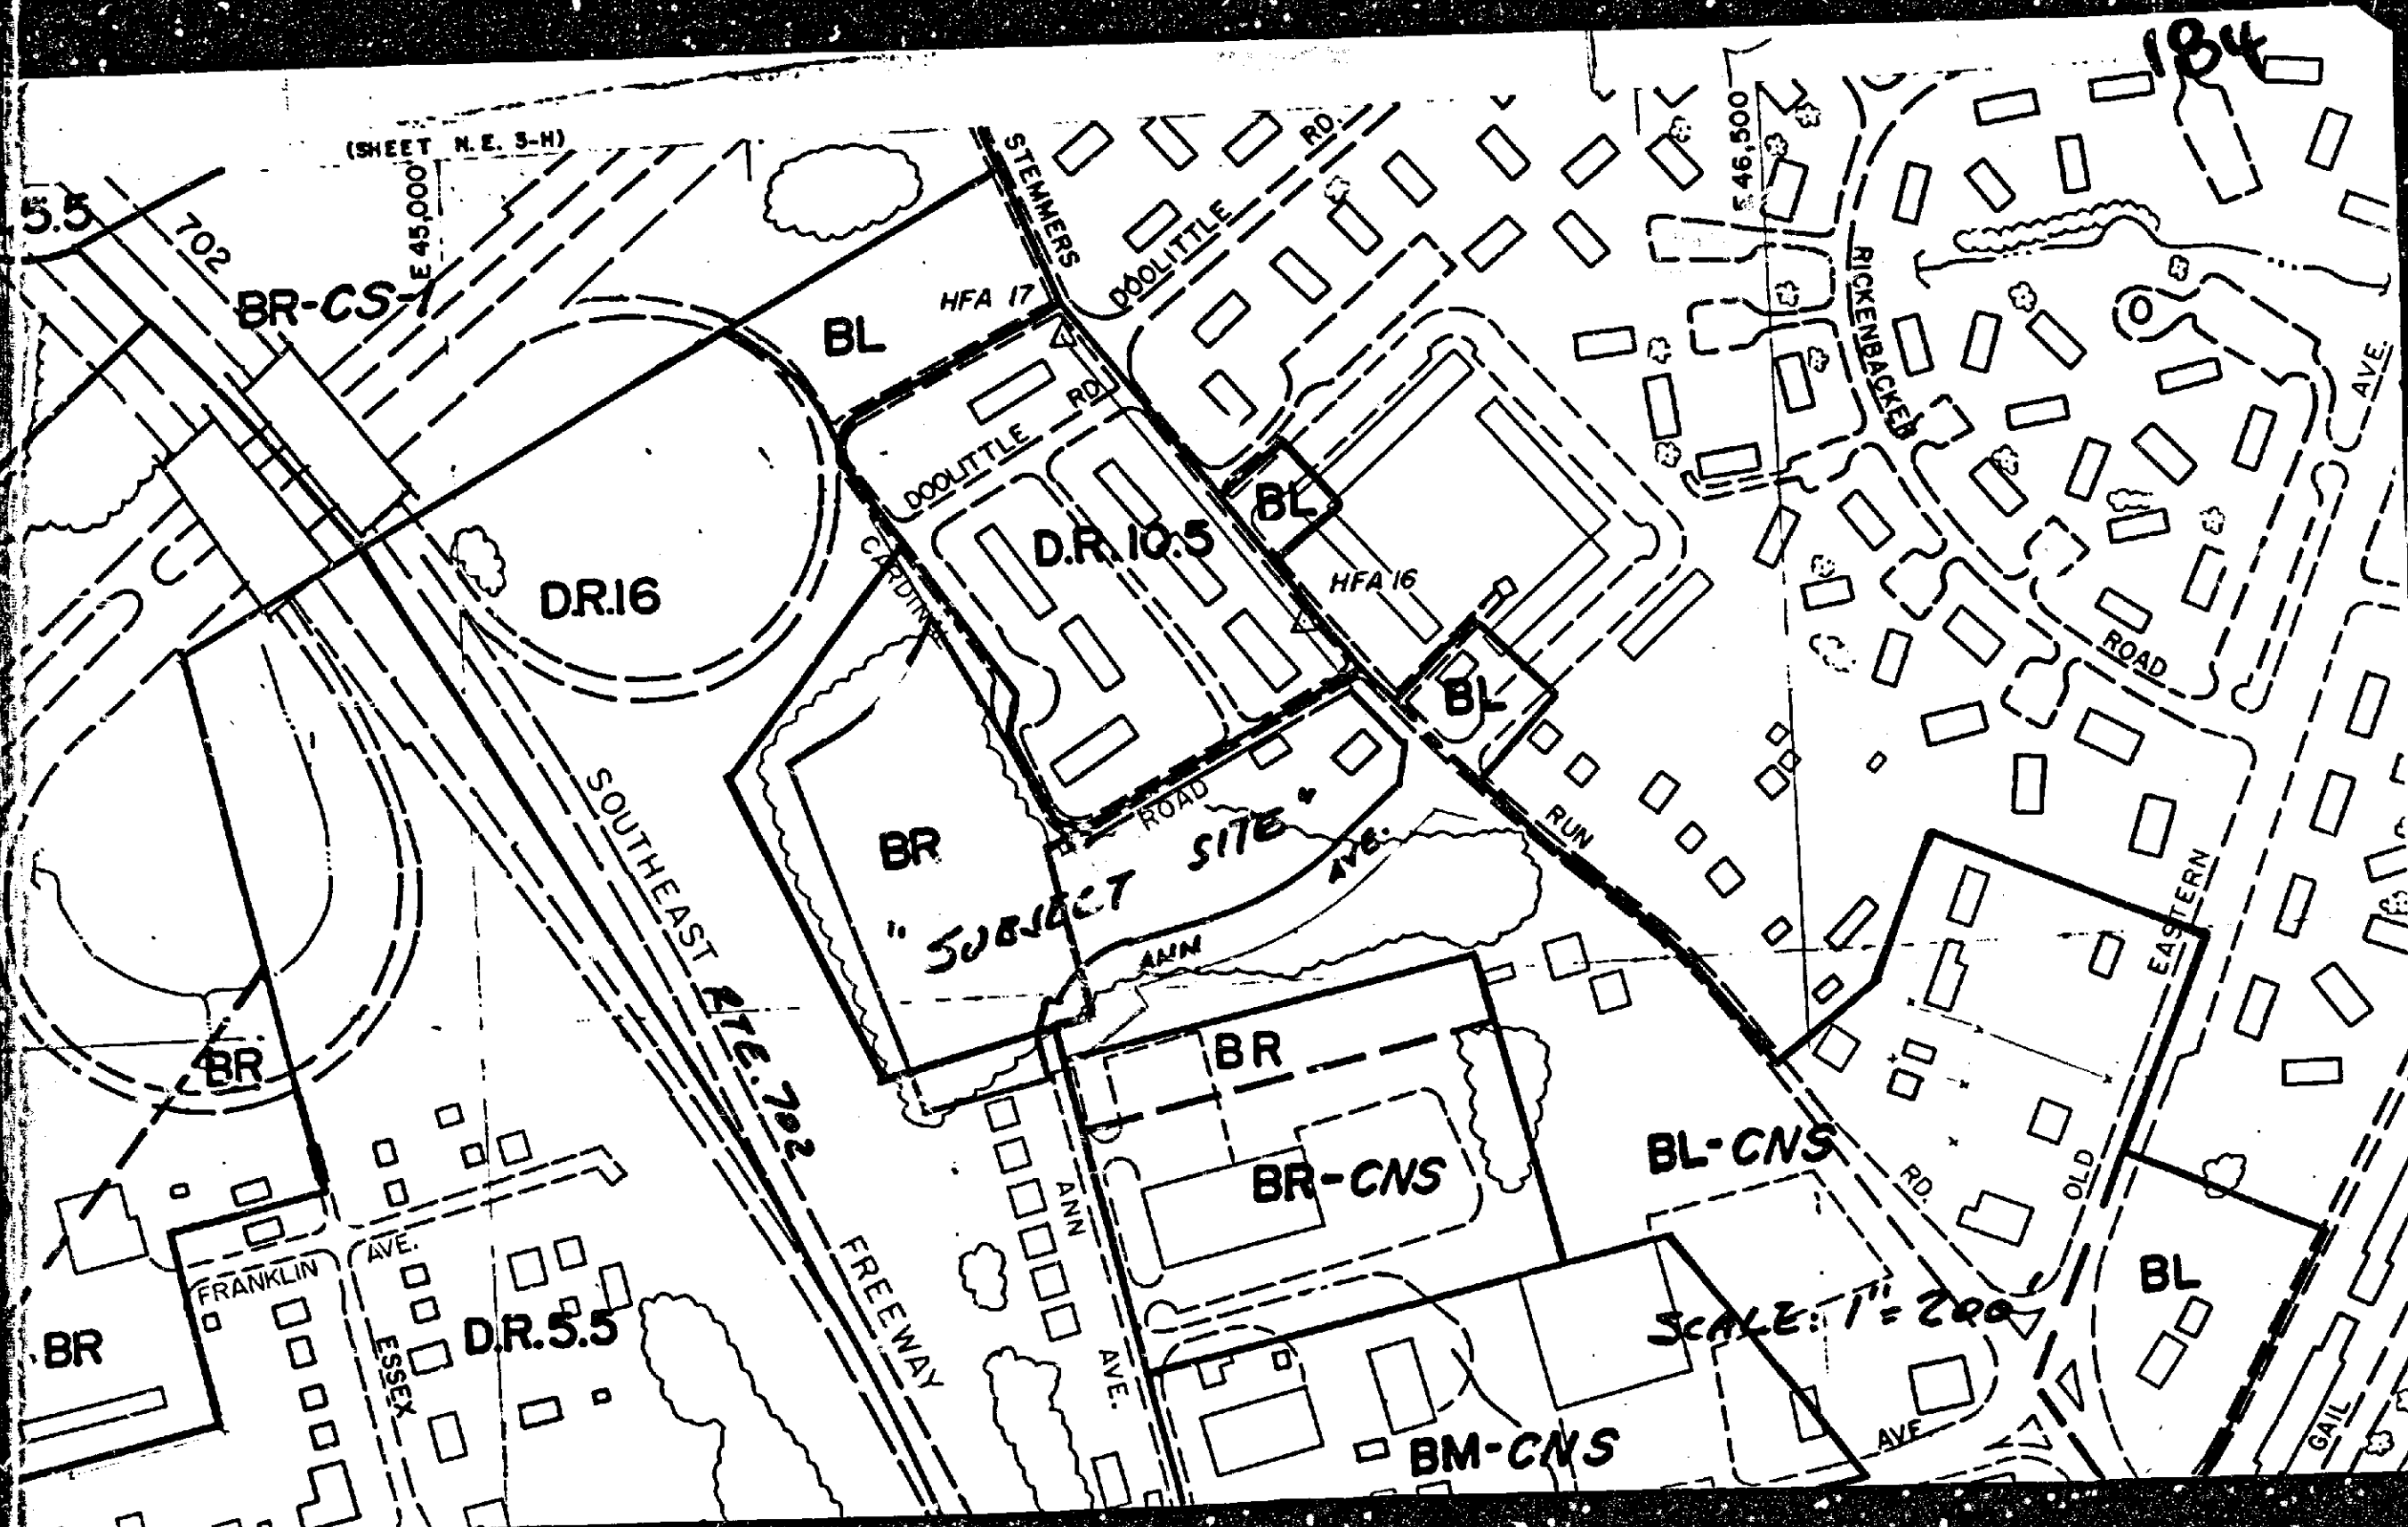 184
(SHEET N.E. 3-H)
E 45,000
E 46,500
5.5
702
BR-CS-1
STEMMERS
DOOLITTLE RD.
HFA 17
BL
RICKENBACKER
AVE.
DOOLITTLE RD.
BL
D.R.10.5
HFA 16
D.R.16
CARDINAL
ROAD
BL
SOUTHEAST
ROAD
RUN
BR
" SUBJECT SITE "
ANN AVE.
EASTERN
RTE. 702
BR
BR
BL-CNS
BR-CNS
ANN
RD.
OLD
FRANKLIN
AVE.
FREEWAY
BL
BR
D.R.5.5
ESSEX
AVE.
SCALE: 1" = 200
BM-CNS
AVE
GAIL